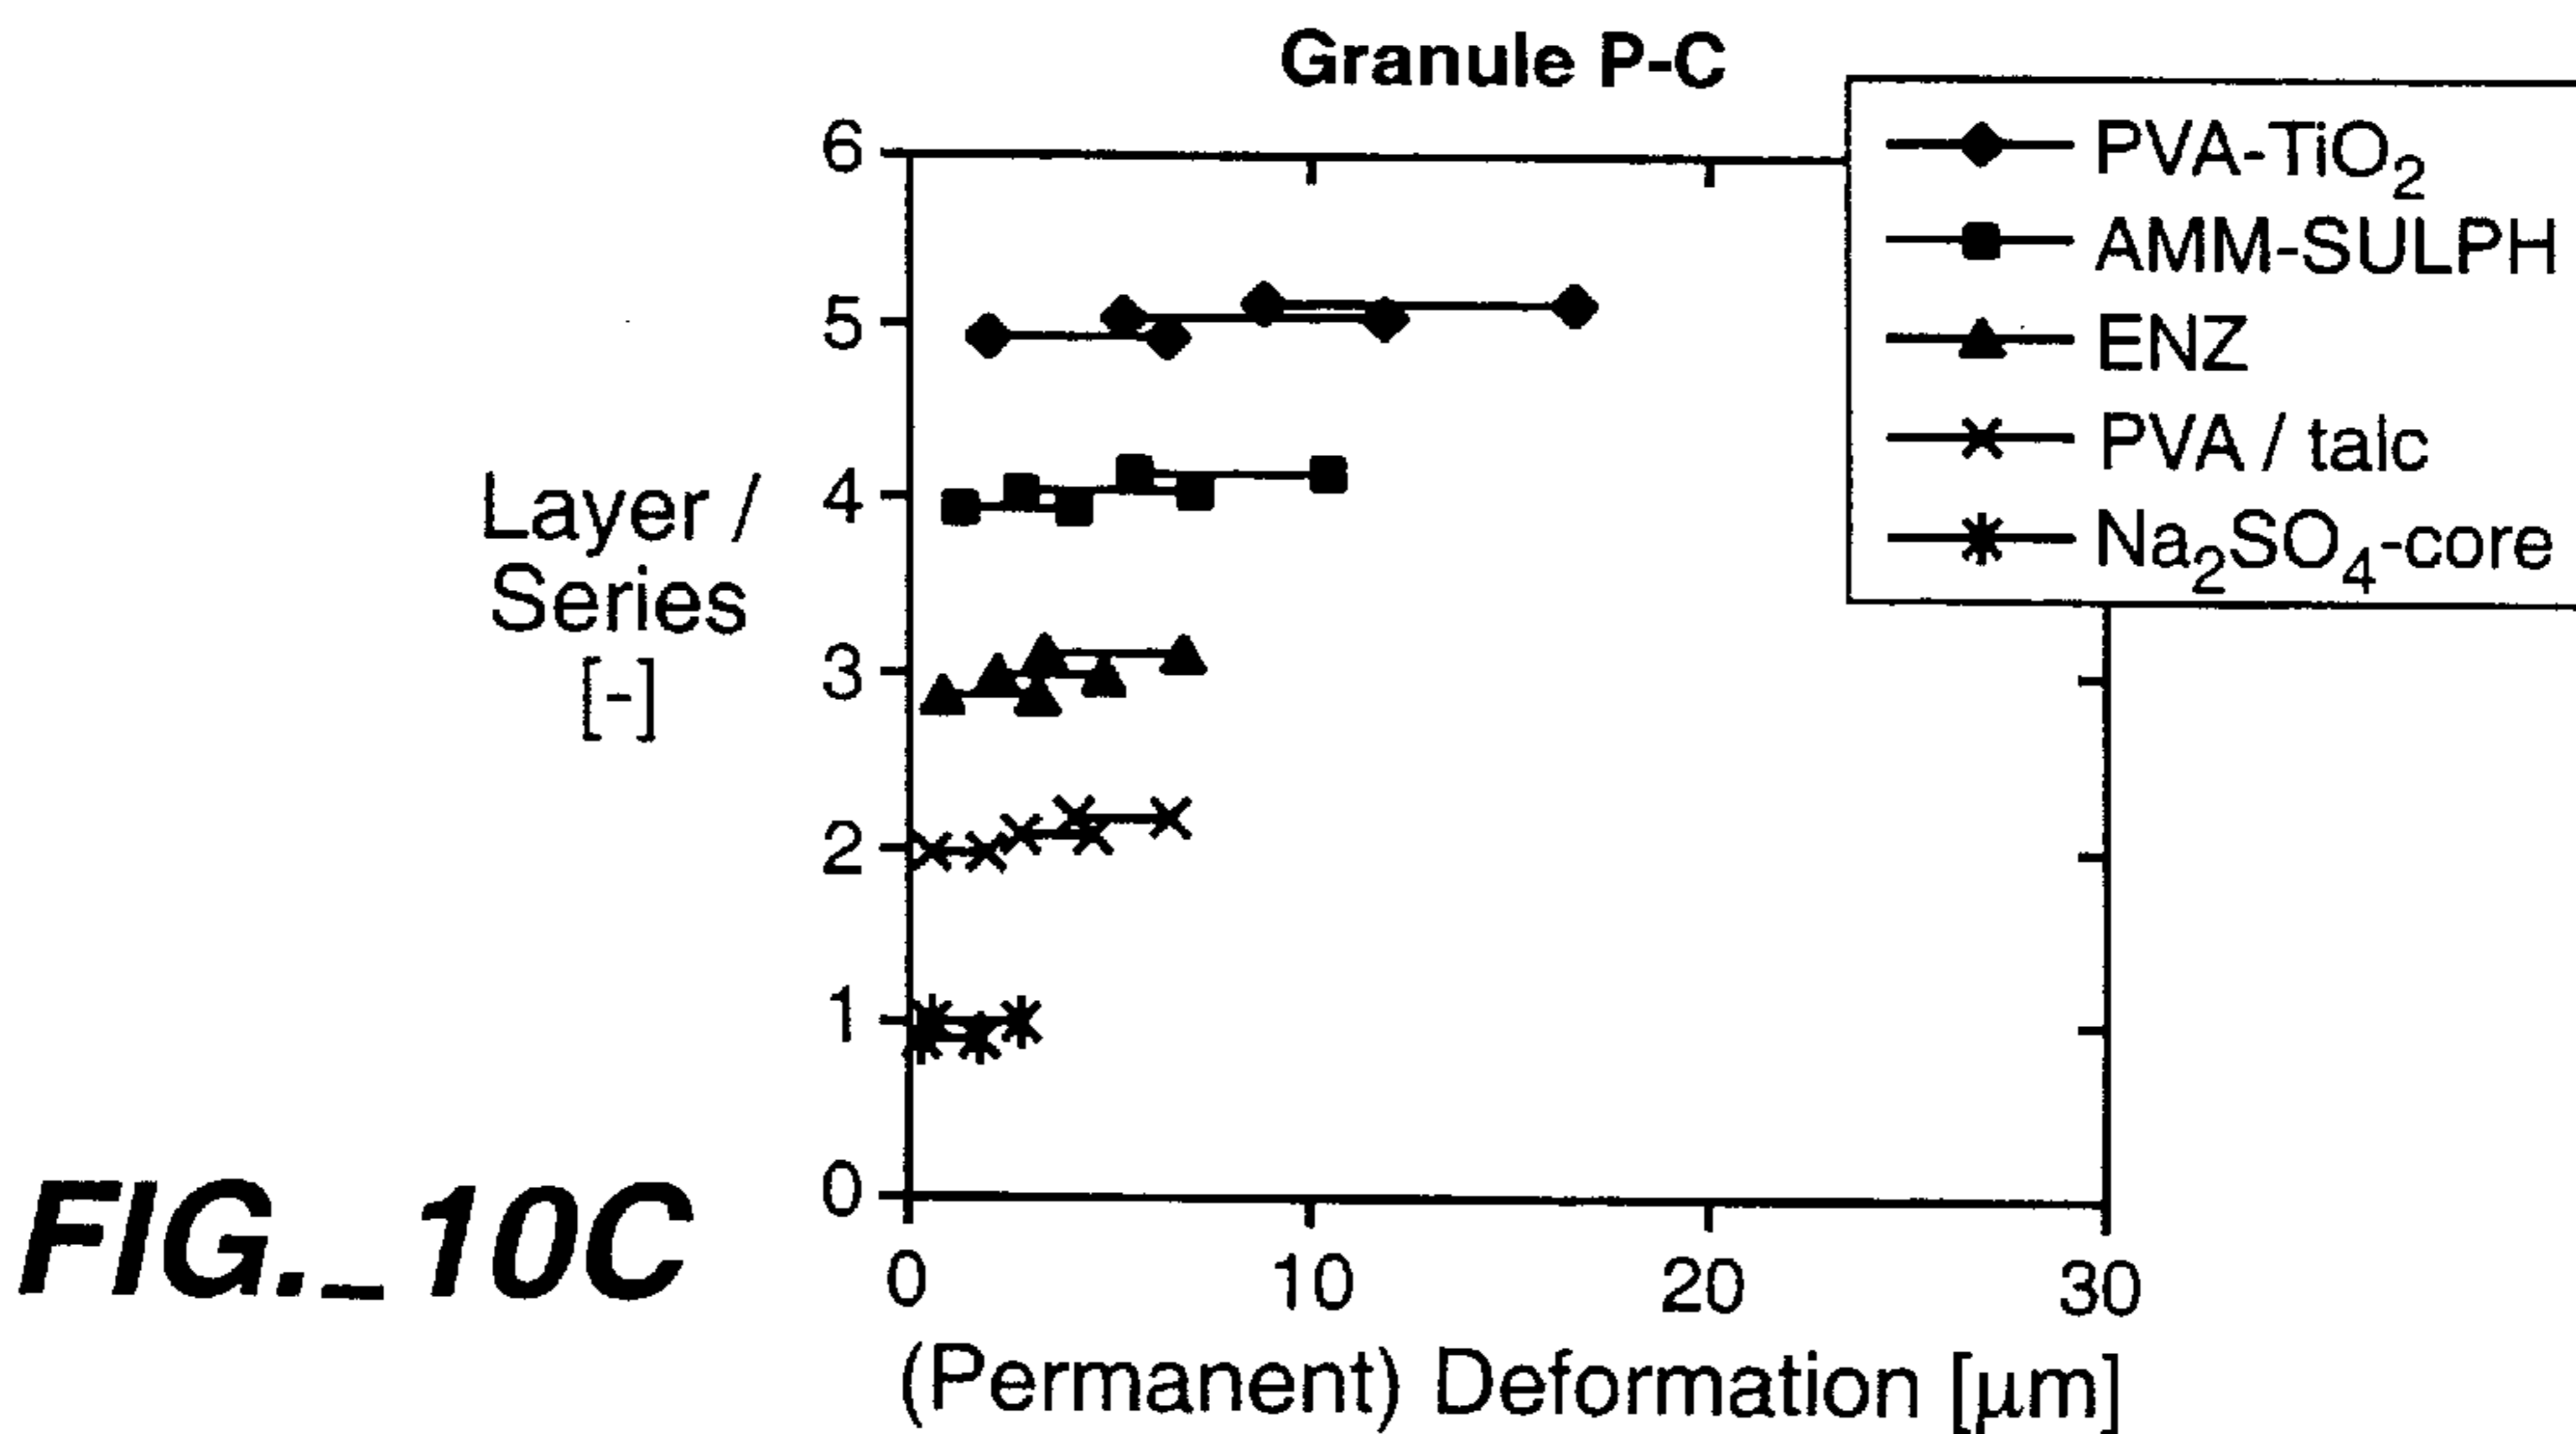 Granule P-C
PVA-TiO₂
AMM-SULPH
ENZ
PVA / talc
Na₂SO₄-core
6
5
4
3
2
1
0
Layer /
Series
[-]
0 10 20 30
(Permanent) Deformation [μm]
FIG._10C